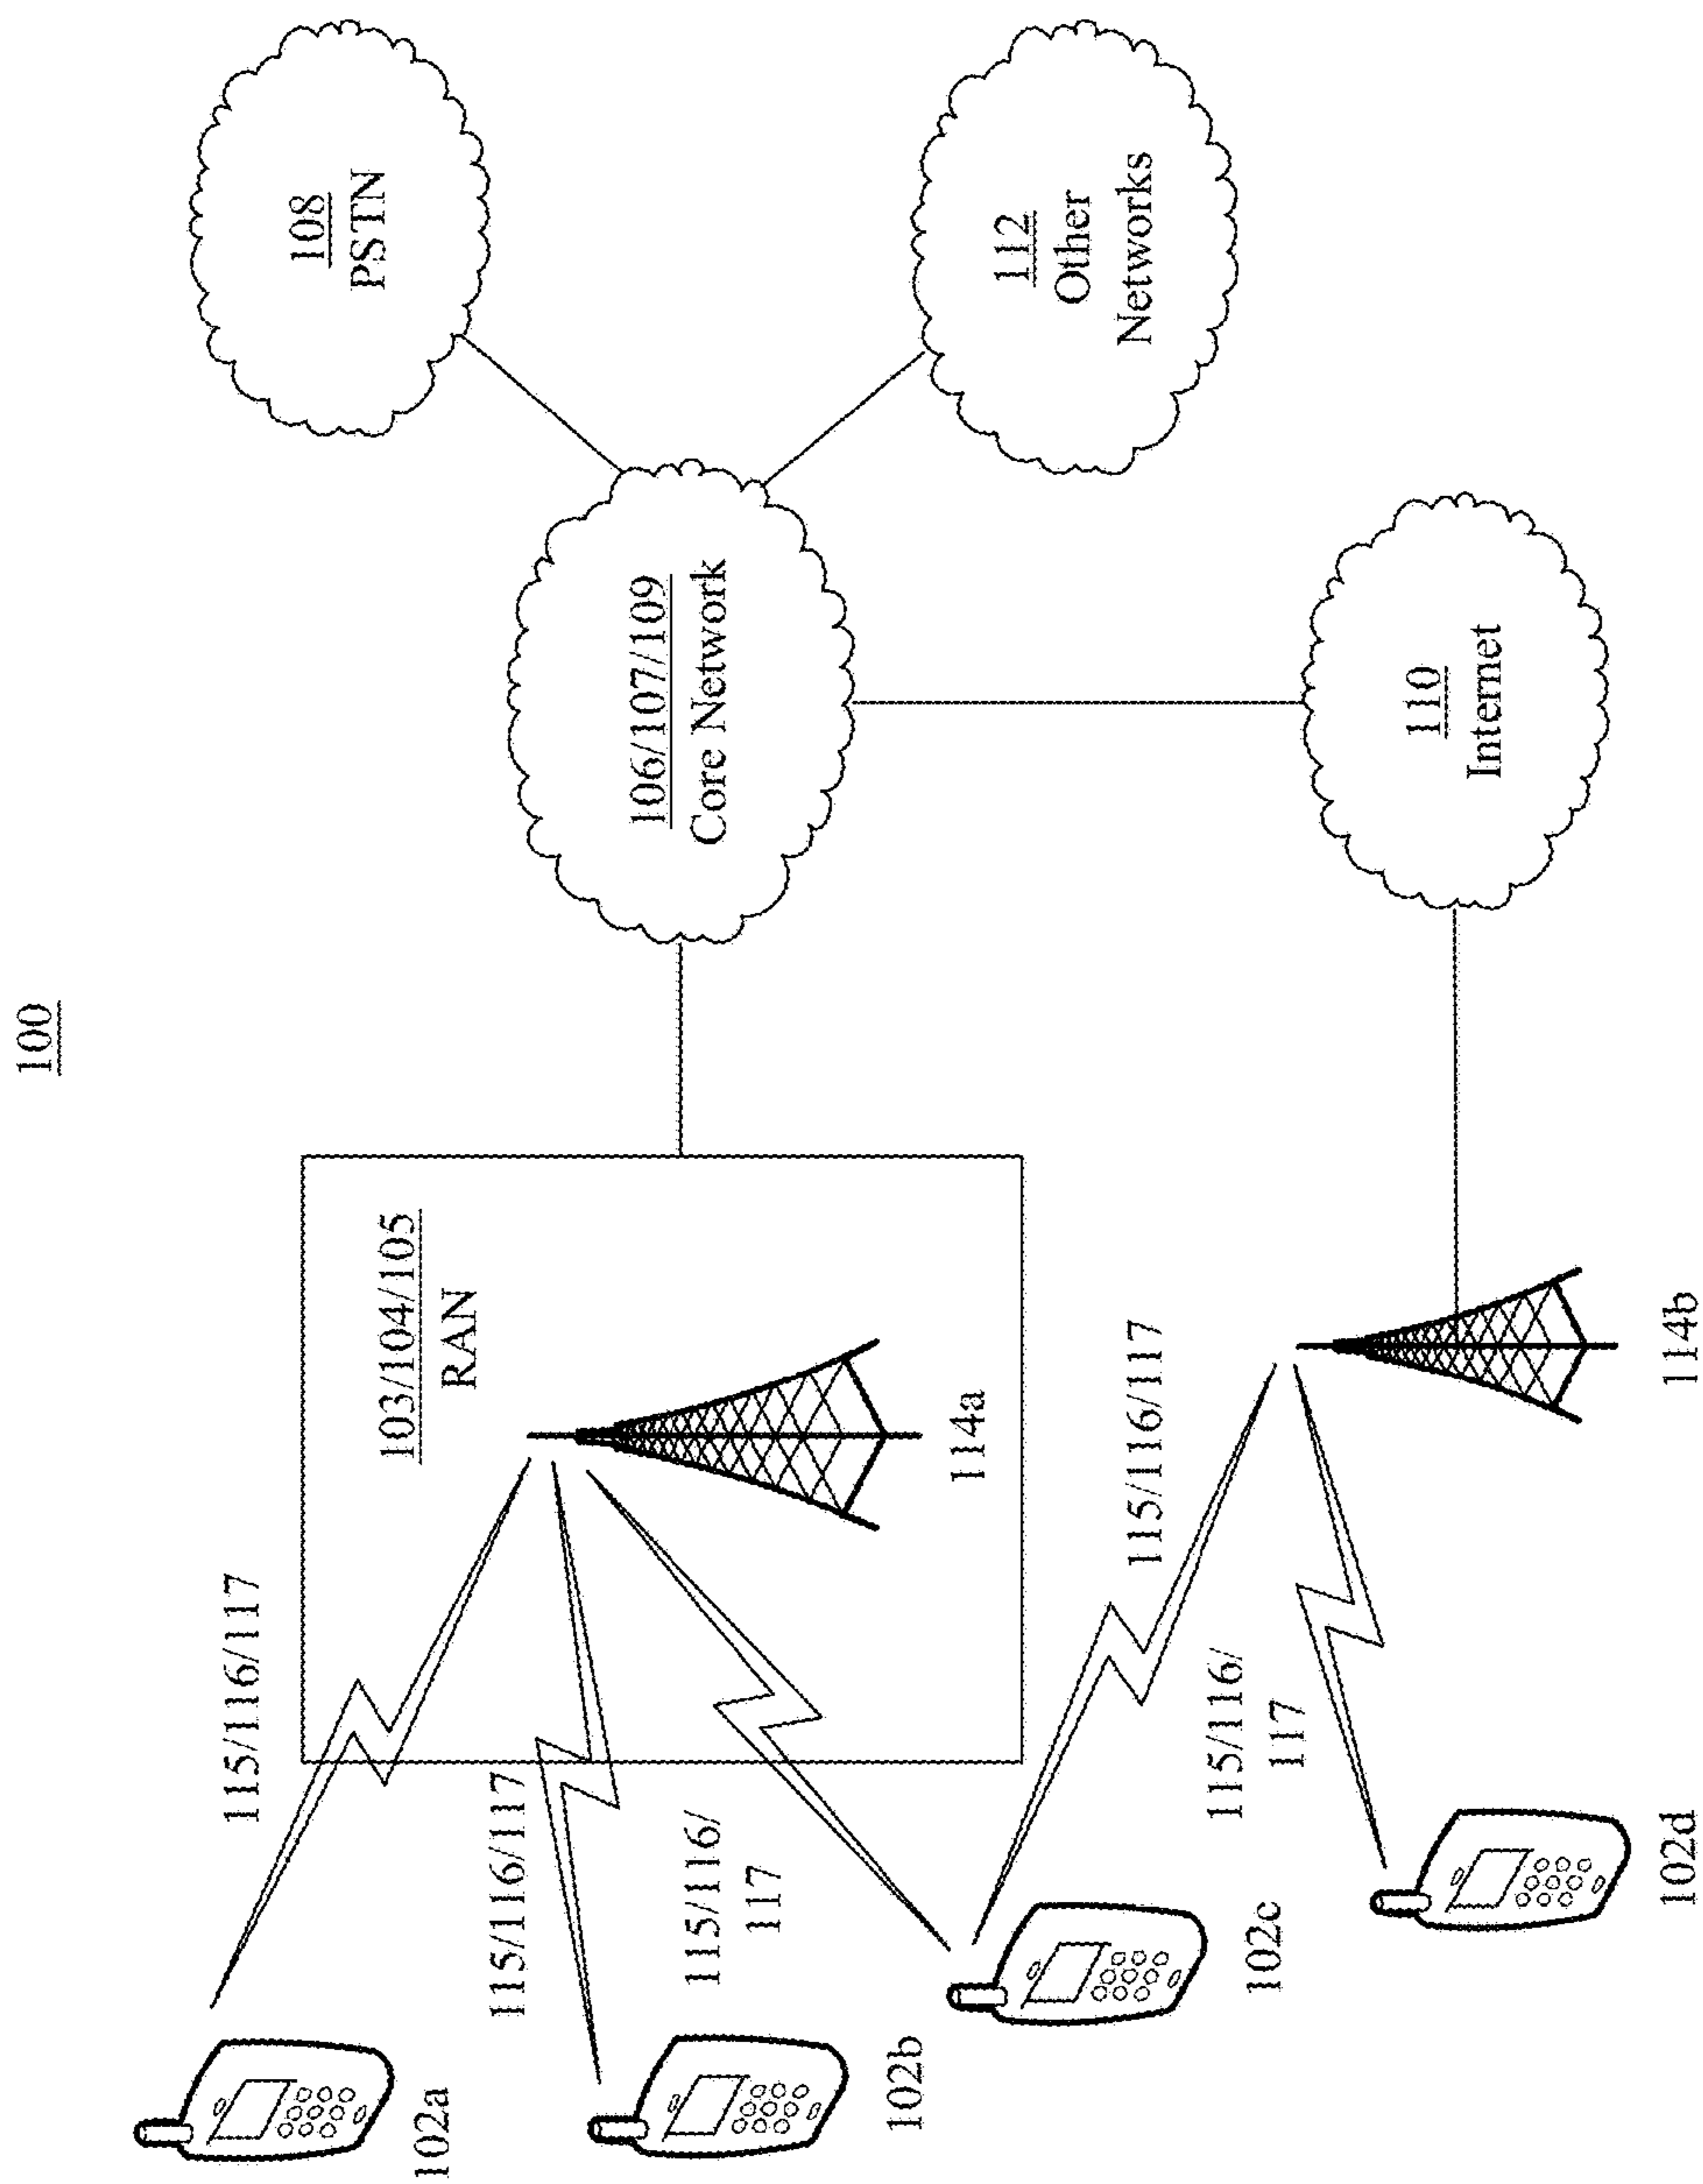 100
108
PSTN
106/107/109
Core Network
112
Other
Networks
110
Internet
103/104/105
RAN
114a
114b
115/116/117
115/116/117
115/116/
117
115/116/117
115/116/
117
102a
102b
102c
102d